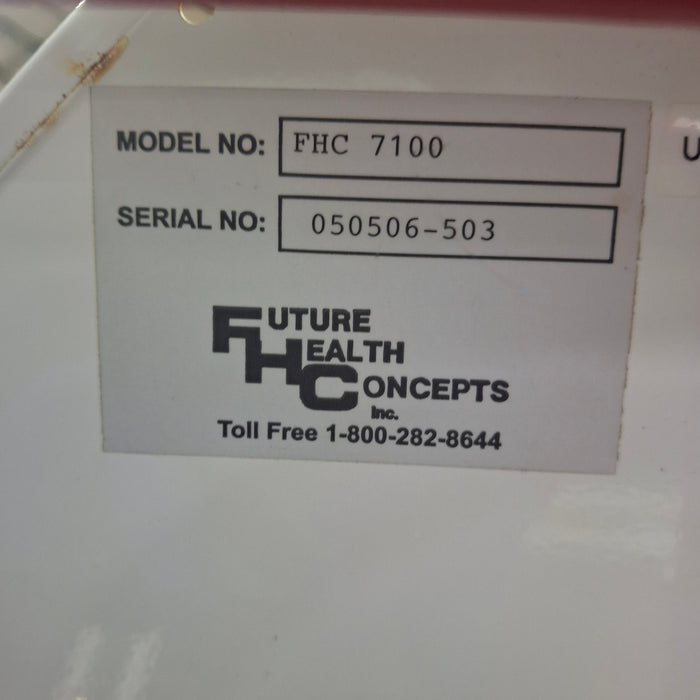 MODEL NO: FHC 7100
SERIAL NO: 050506-503
FUTURE
HEALTH
CONCEPTS
Inc.
Toll Free 1-800-282-8644
U